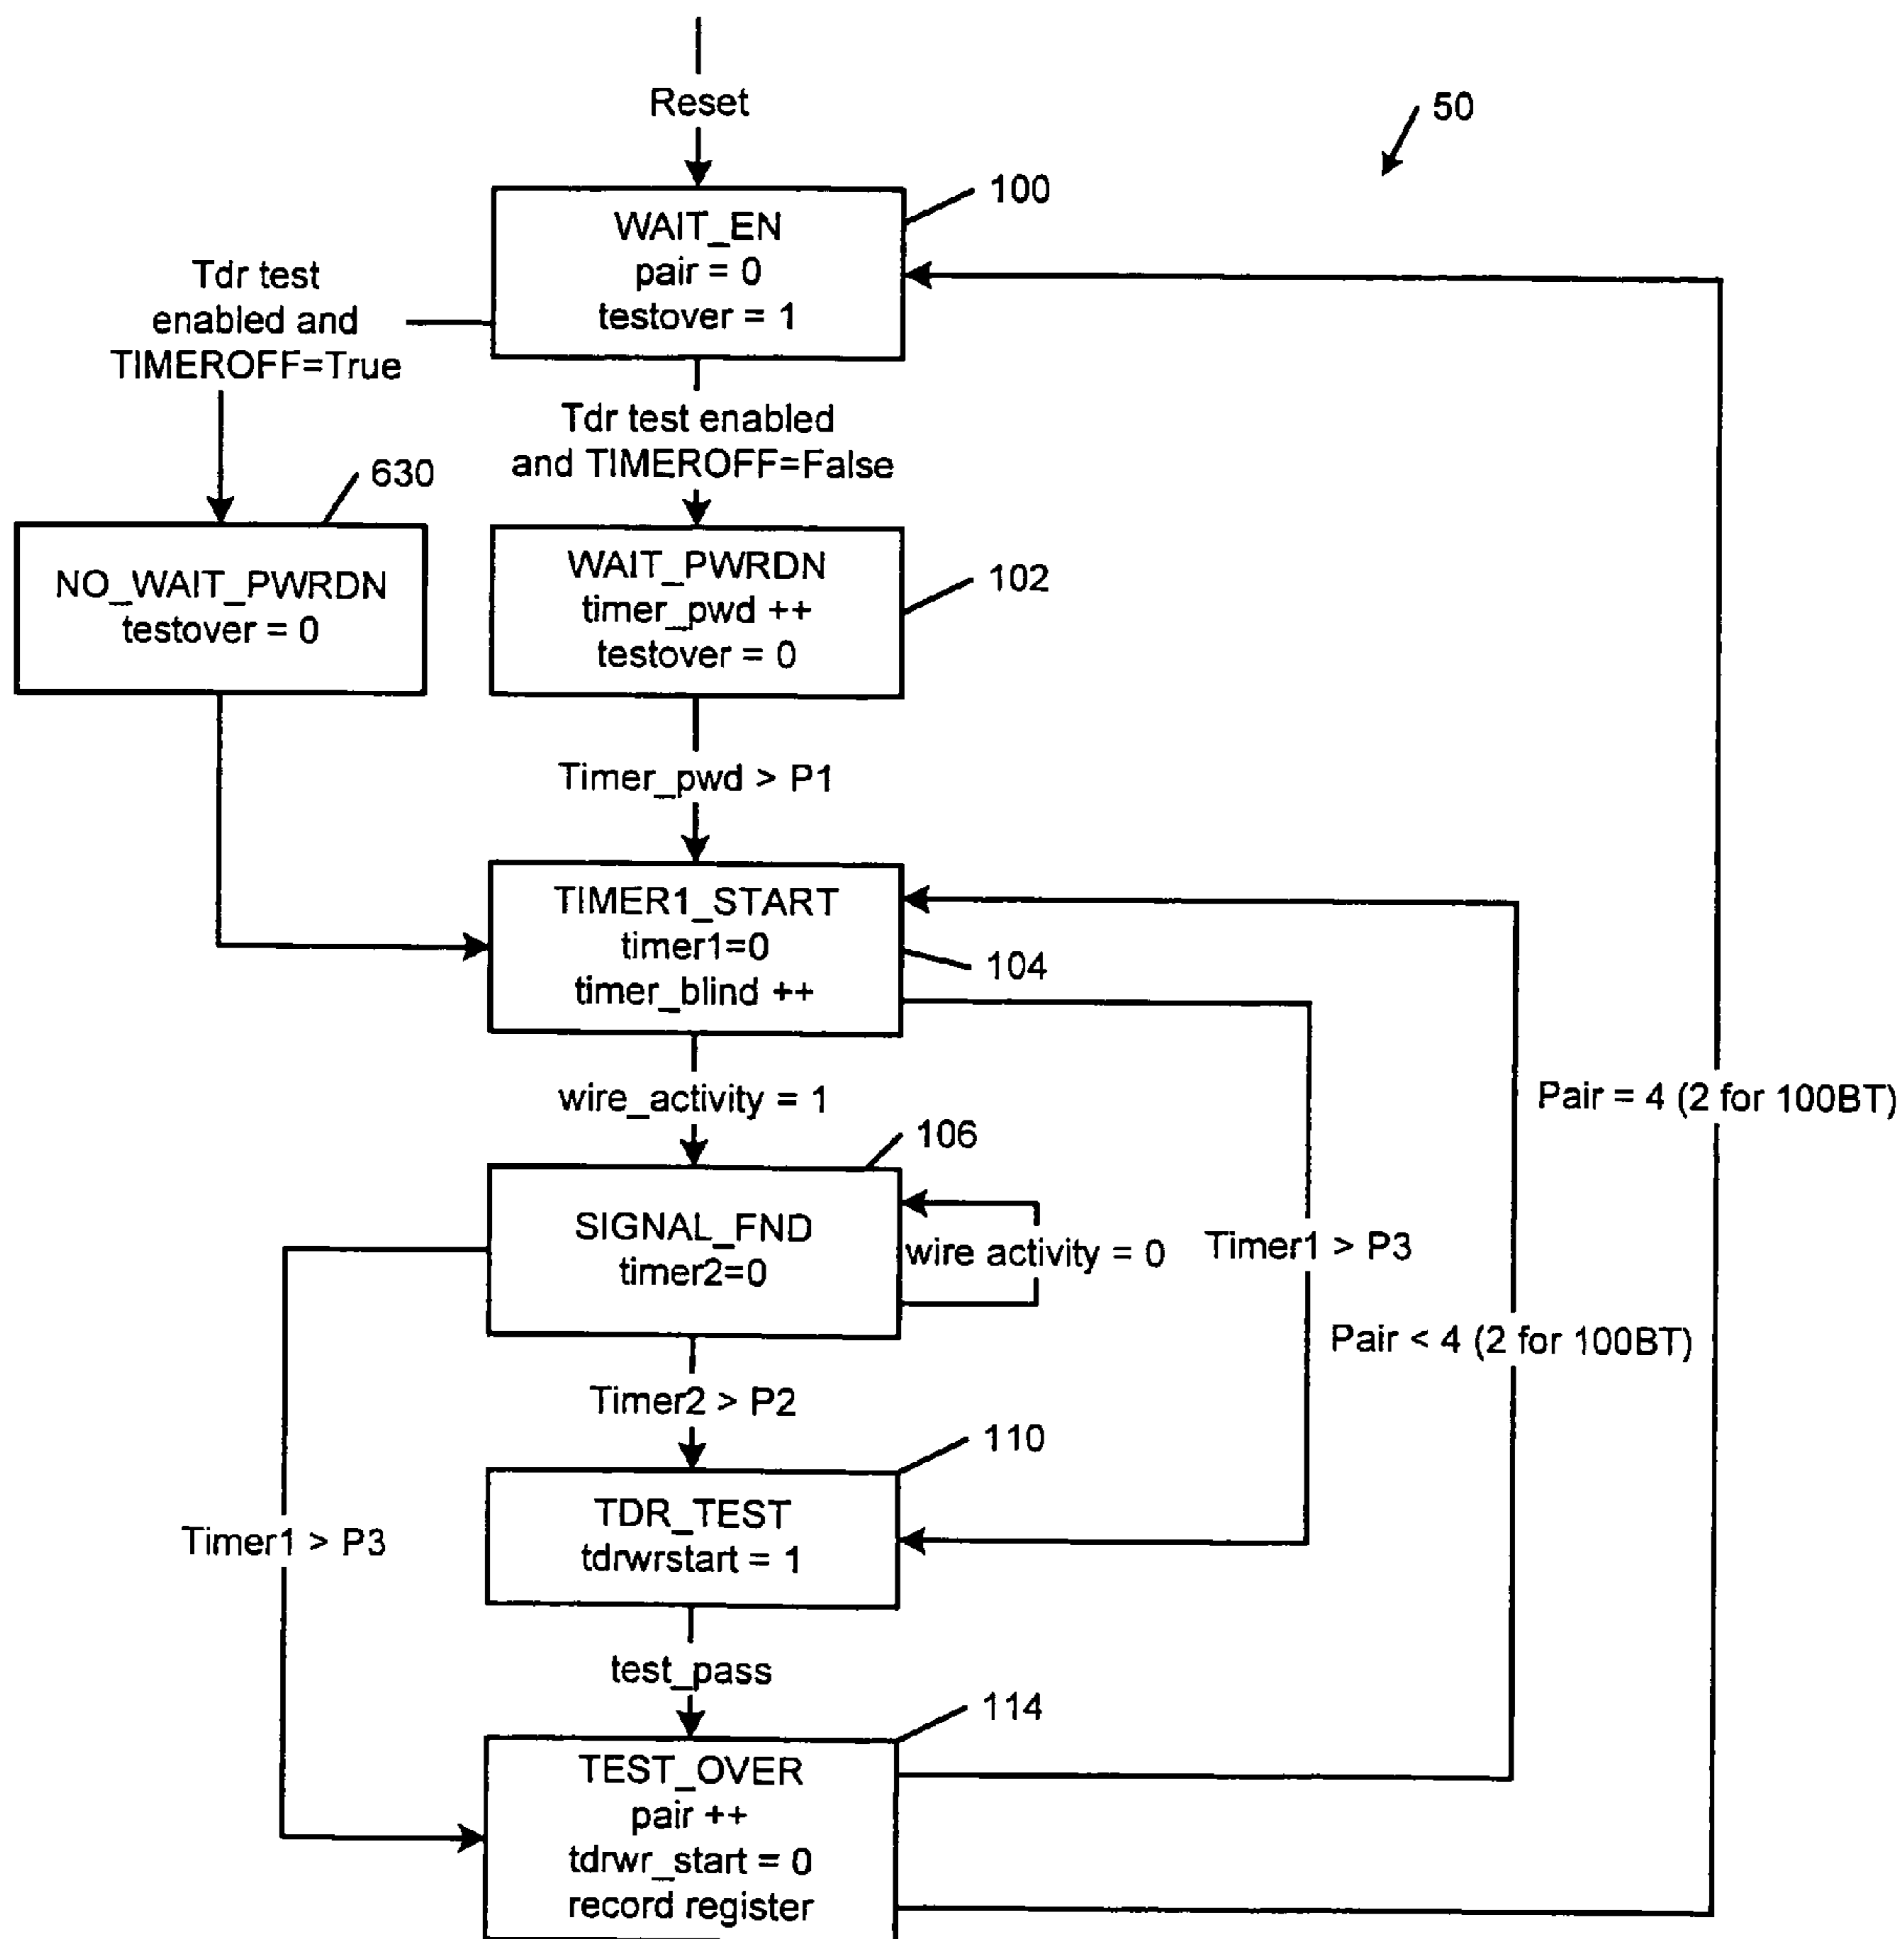 Reset
50
100
WAIT_EN
pair = 0
testover = 1
Tdr test
enabled and
TIMEROFF=True
Tdr test enabled
and TIMEROFF=False
630
NO_WAIT_PWRDN
testover = 0
WAIT_PWRDN
timer_pwd ++
testover = 0
102
Timer_pwd > P1
TIMER1_START
timer1=0
timer_blind ++
104
wire_activity = 1
Pair = 4 (2 for 100BT)
106
SIGNAL_FND
timer2=0
wire activity = 0
Timer1 > P3
Pair < 4 (2 for 100BT)
Timer2 > P2
110
TDR_TEST
tdrwrstart = 1
Timer1 > P3
test_pass
114
TEST_OVER
pair ++
tdrwr_start = 0
record register